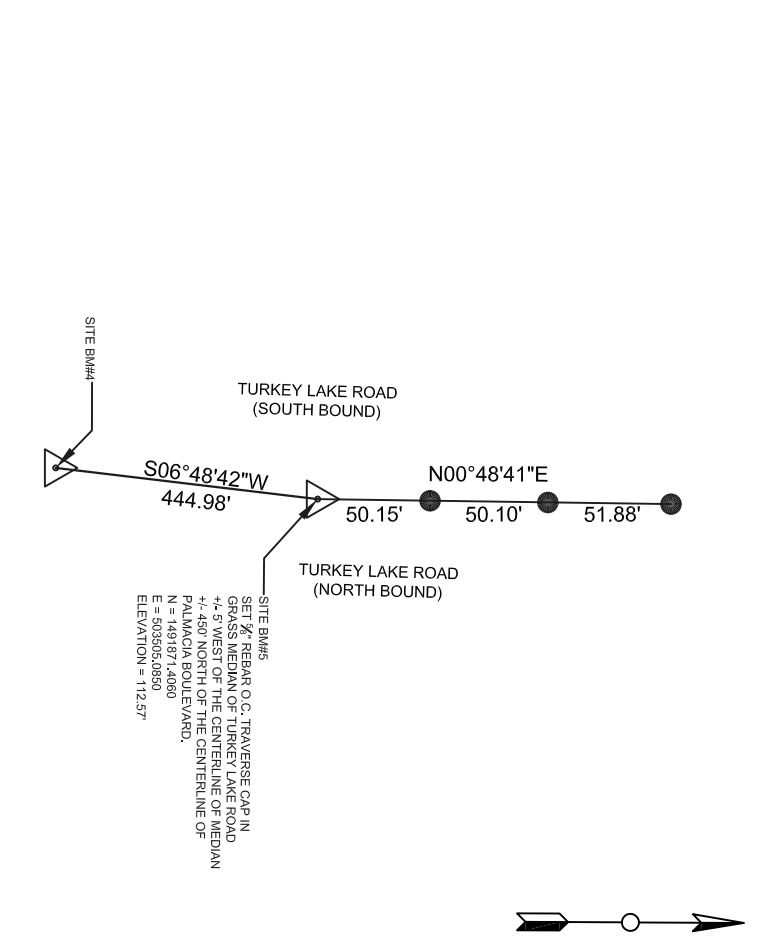 SITE BM#4
TURKEY LAKE ROAD
(SOUTH BOUND)
S06°48'42"W
444.98'
N00°48'41"E
50.15'
50.10'
51.88'
TURKEY LAKE ROAD
(NORTH BOUND)
SITE BM#5
SET ⅝" REBAR O.C. TRAVERSE CAP IN
GRASS MEDIAN OF TURKEY LAKE ROAD
+/- 5' WEST OF THE CENTERLINE OF MEDIAN
+/- 450' NORTH OF THE CENTERLINE OF
PALMACIA BOULEVARD.
N = 1491871.4060
E = 503505.0850
ELEVATION = 112.57'